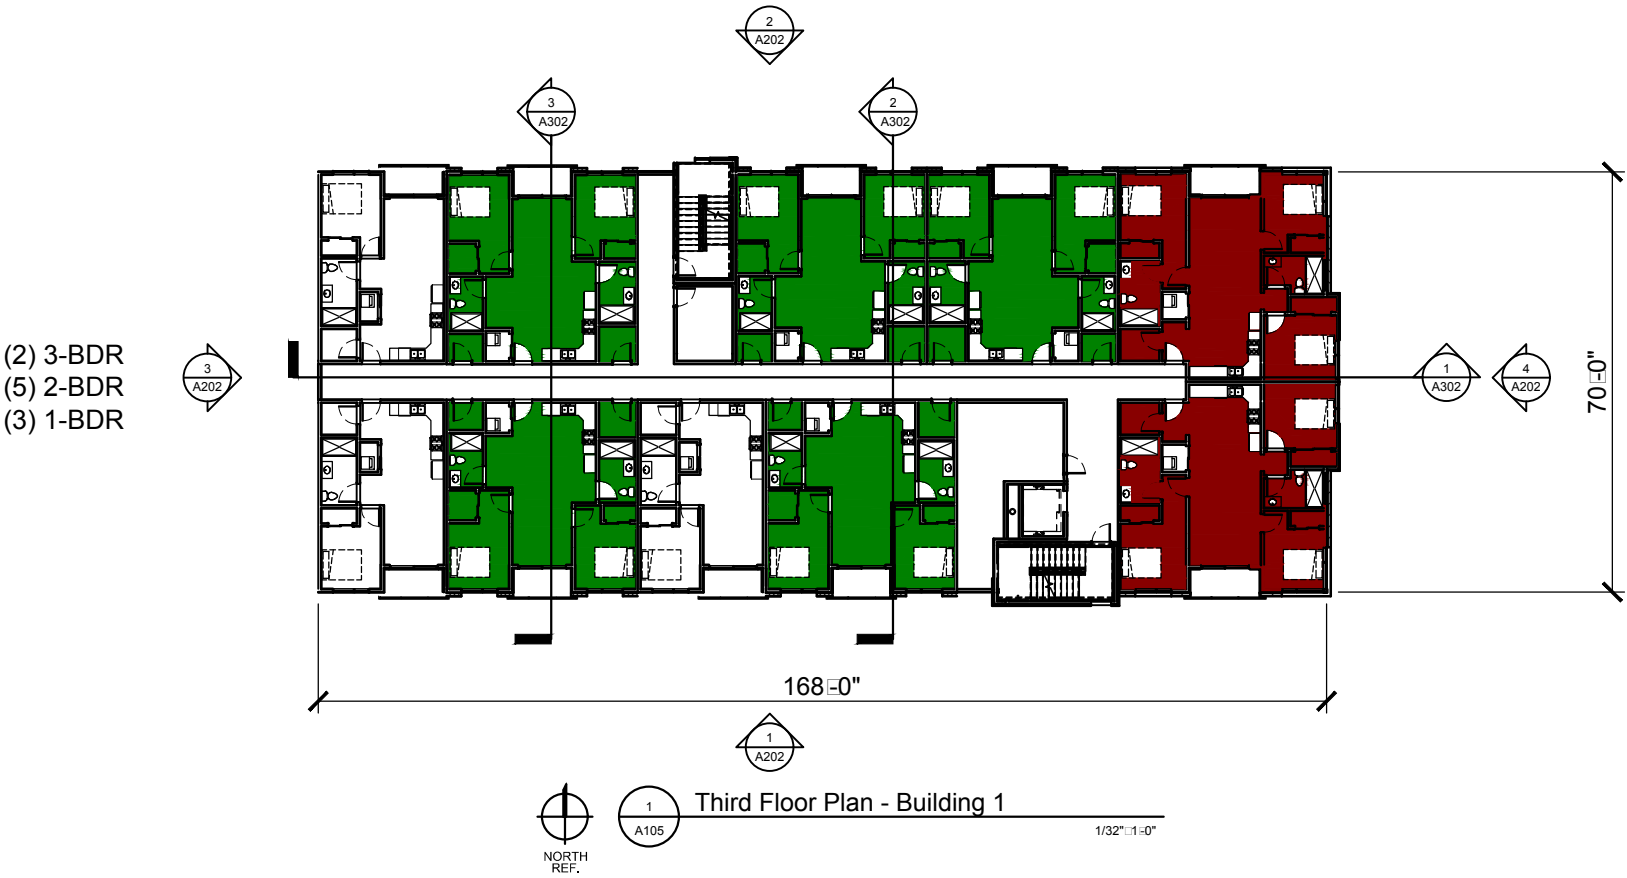 2
A202
3
A302
2
A302
(2) 3-BDR
(5) 2-BDR
(3) 1-BDR
3
A202
1
A302
4
A202
70□-0"
168□-0"
1
A202
1
A105
Third Floor Plan - Building 1
1/32"□1□-0"
NORTH
REF.